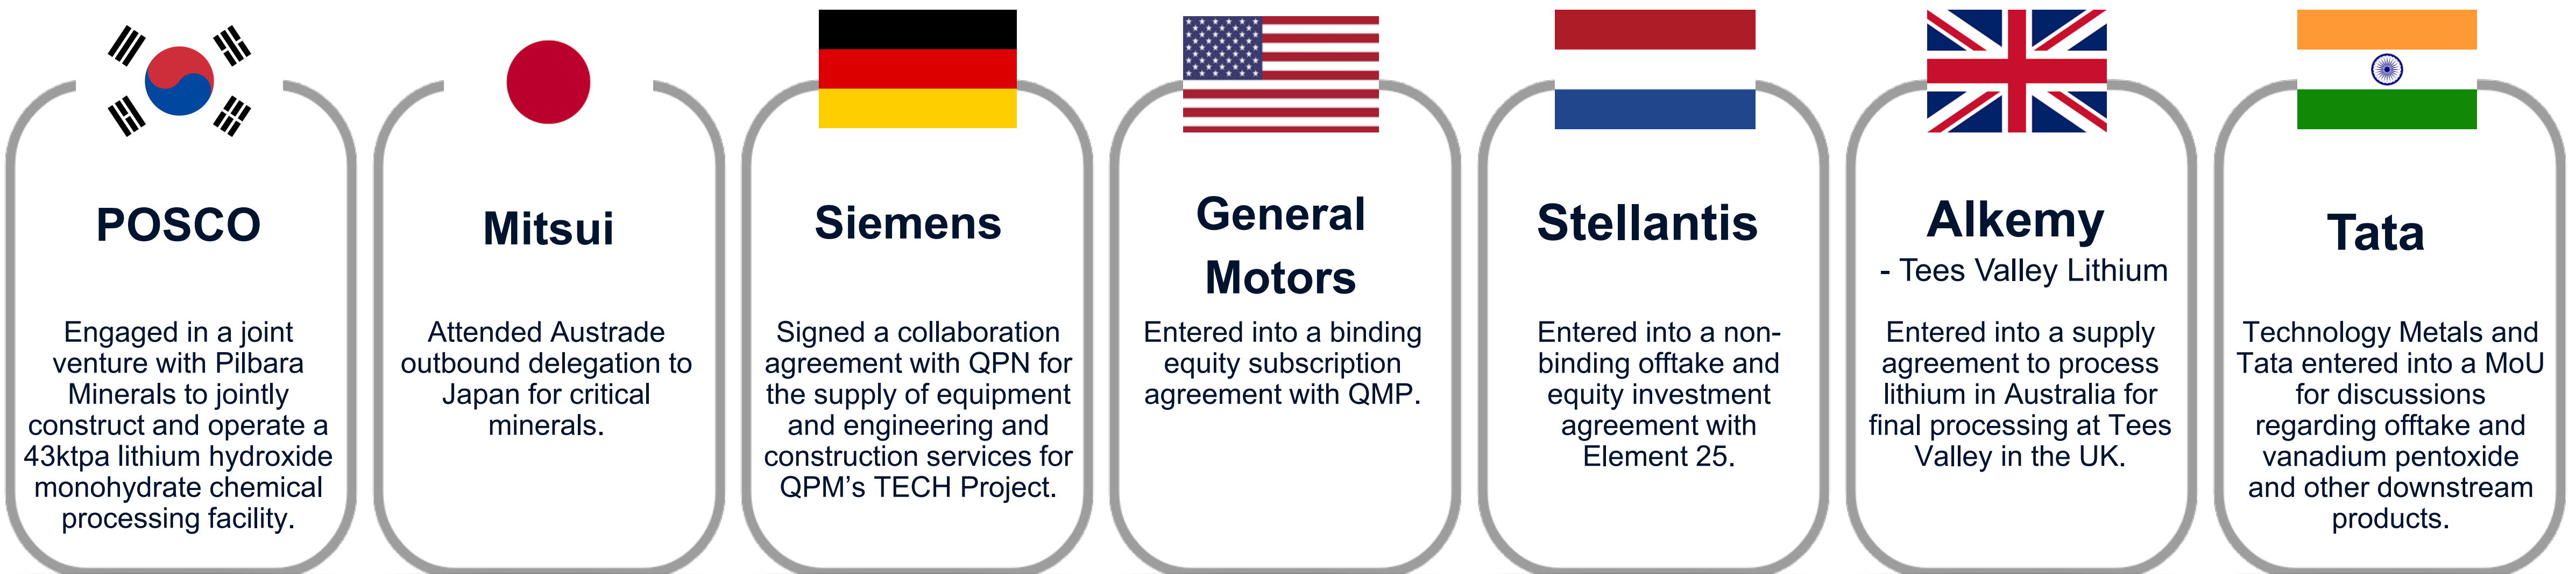 POSCO
Engaged in a joint
venture with Pilbara
Minerals to jointly
construct and operate a
43ktpa lithium hydroxide
monohydrate chemical
processing facility.
Mitsui
Attended Austrade
outbound delegation to
Japan for critical
minerals.
Siemens
Signed a collaboration
agreement with QPN for
the supply of equipment
and engineering and
construction services for
QPM’s TECH Project.
General
Motors
Entered into a binding
equity subscription
agreement with QMP.
Stellantis
Entered into a non-
binding offtake and
equity investment
agreement with
Element 25.
Alkemy
- Tees Valley Lithium
Entered into a supply
agreement to process
lithium in Australia for
final processing at Tees
Valley in the UK.
Tata
Technology Metals and
Tata entered into a MoU
for discussions
regarding offtake and
vanadium pentoxide
and other downstream
products.